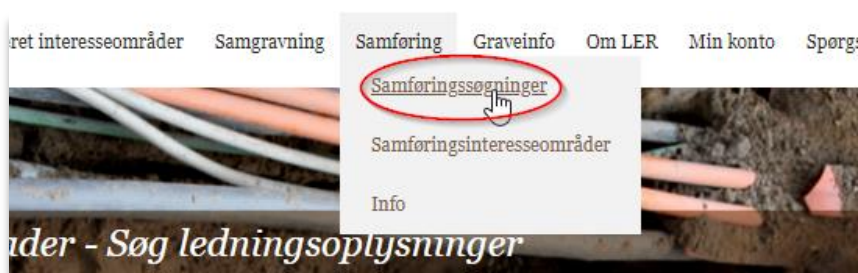 ret interesseområder Samgravning Samføring Graveinfo Om LER Min konto Spørgs
Samføringssøgninger
Samføringsinteresseområder
Info
ader - Søg ledningsoplysninger